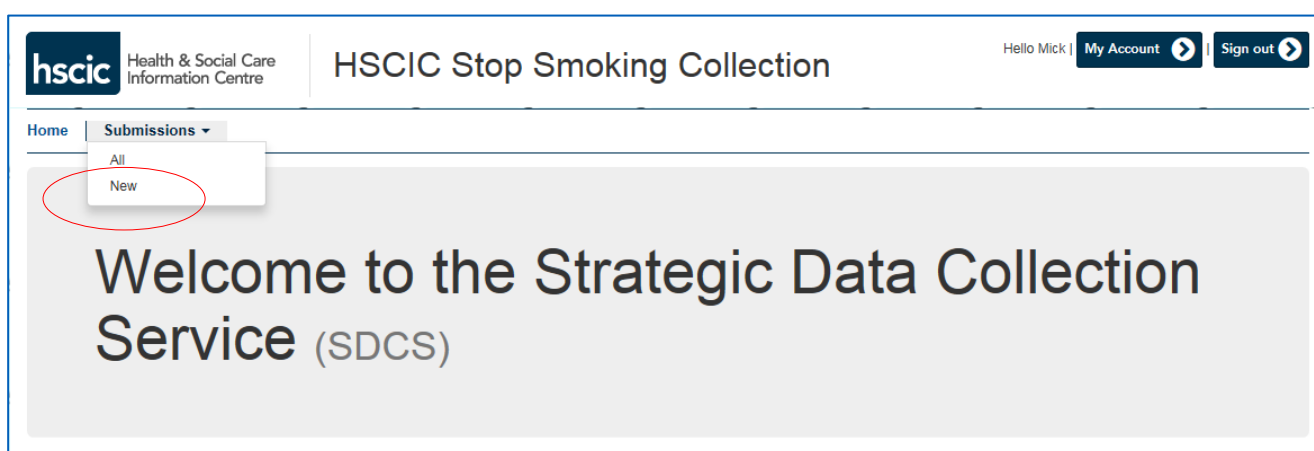 hscic Health & Social Care
Information Centre
HSCIC Stop Smoking Collection
Hello Mick | My Account | Sign out
Home | Submissions
All
New
Welcome to the Strategic Data Collection
Service (SDCS)